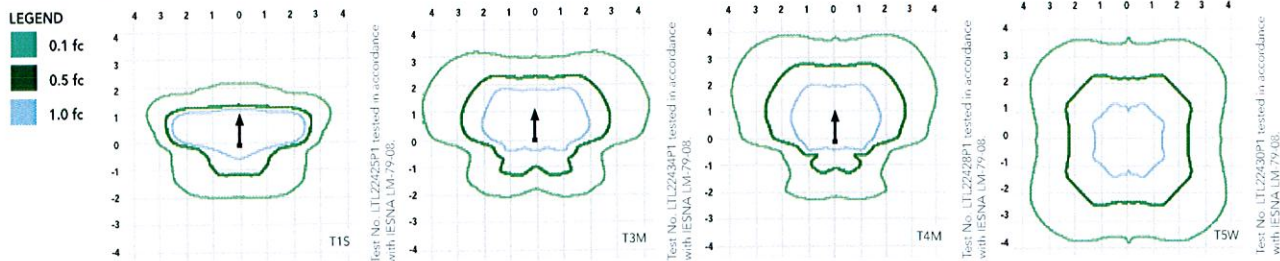 LEGEND
0.1 fc
0.5 fc
1.0 fc
4 3 2 1 0 1 2 3 4
4
3
2
1
0
-1
-2
-3
-4
T1S
Test No. LTL22425P1 tested in accordance
with IESNA LM-79-08.
4 3 2 1 0 1 2 3 4
4
3
2
1
0
-1
-2
-3
-4
T3M
Test No. LTL22434P1 tested in accordance
with IESNA LM-79-08.
4 3 2 1 0 1 2 3 4
4
3
2
1
0
-1
-2
-3
-4
T4M
Test No. LTL22428P1 tested in accordance
with IESNA LM-79-08.
4 3 2 1 0 1 2 3 4
4
3
2
1
0
-1
-2
-3
-4
T5W
Test No. LTL22430P1 tested in accordance
with IESNA LM-79-08.